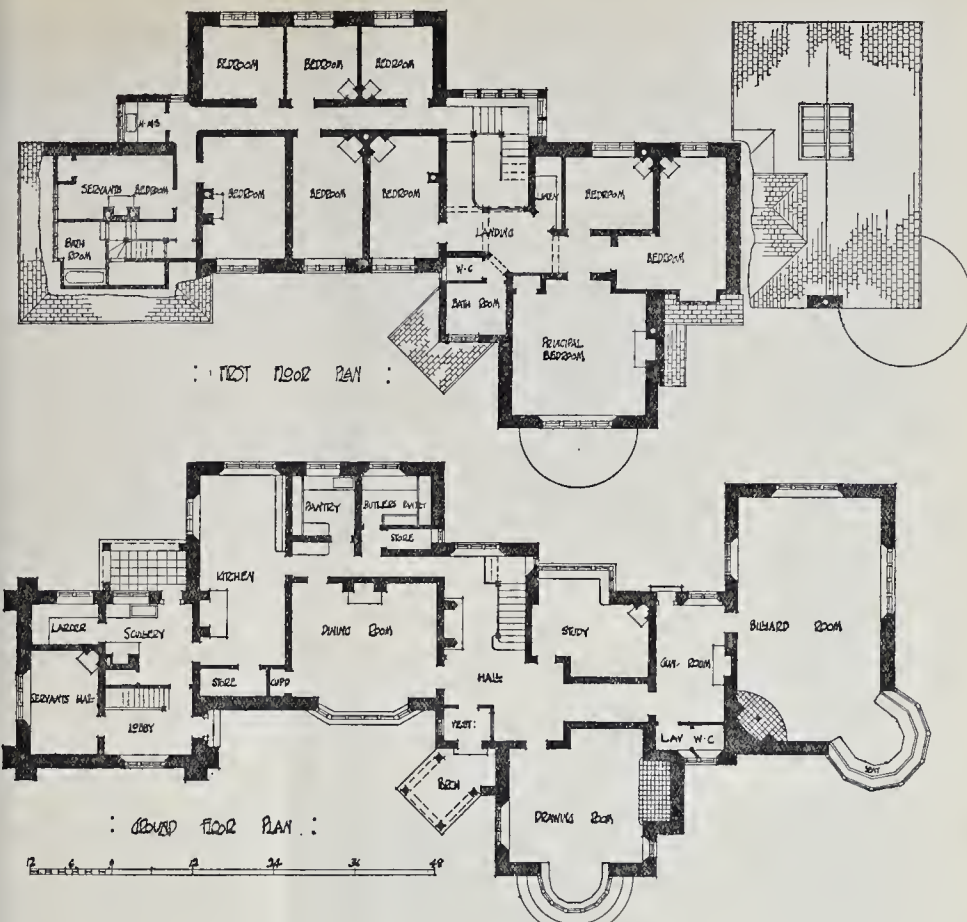 BEDROOM
BEDROOM
BEDROOM
H.M.S
SERVANTS BEDROOM
BEDROOM
BEDROOM
BEDROOM
LINEN
BEDROOM
BATH
ROOM
LANDING
BEDROOM
W.C
BATH ROOM
PRINCIPAL
BEDROOM
: FIRST FLOOR PLAN :
PANTRY
BUTLERS PANTRY
STORE
KITCHEN
LARDER
SCULLERY
DINING ROOM
STUDY
BILLIARD ROOM
GUN-ROOM
SERVANTS HALL
STORE
CUPD
HALL
LOBBY
VEST:
LAV W.C
PORCH
SEAT
DRAWING ROOM
: GROUND FLOOR PLAN :
12 6 0 12 24 36 48